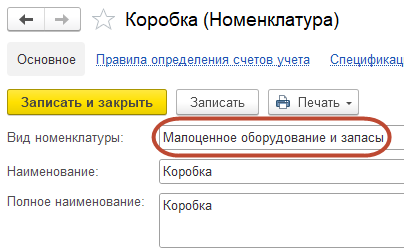 Коробка (Номенклатура)
Основное Правила определения счетов учета Спецификац
Записать и закрыть Записать Печать
Вид номенклатуры: Малоценное оборудование и запасы
Наименование: Коробка
Полное наименование: Коробка